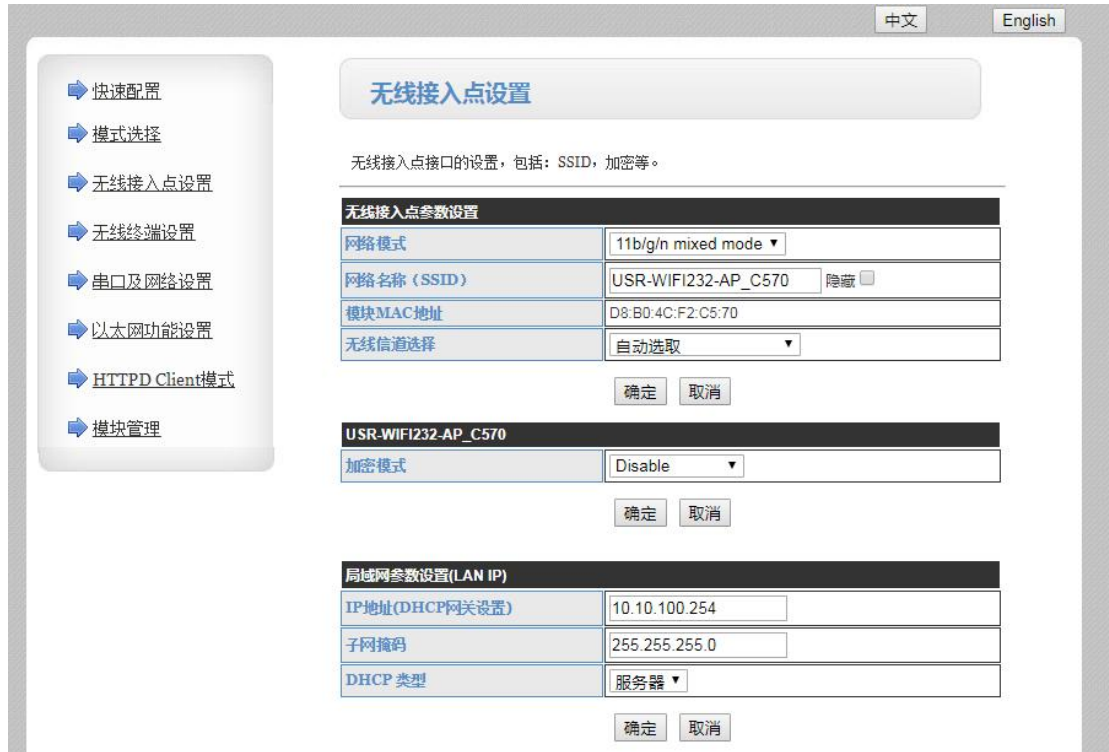 中文 English
快速配置
模式选择
无线接入点设置
无线终端设置
串口及网络设置
以太网功能设置
HTTPD Client模式
模块管理
无线接入点设置
无线接入点接口的设置，包括：SSID，加密等。
无线接入点参数设置
网络模式 11b/g/n mixed mode
网络名称（SSID） USR-WIFI232-AP_C570 隐藏
模块MAC地址 D8:B0:4C:F2:C5:70
无线信道选择 自动选取
确定 取消
USR-WIFI232-AP_C570
加密模式 Disable
确定 取消
局域网参数设置(LAN IP)
IP地址(DHCP网关设置) 10.10.100.254
子网掩码 255.255.255.0
DHCP 类型 服务器
确定 取消